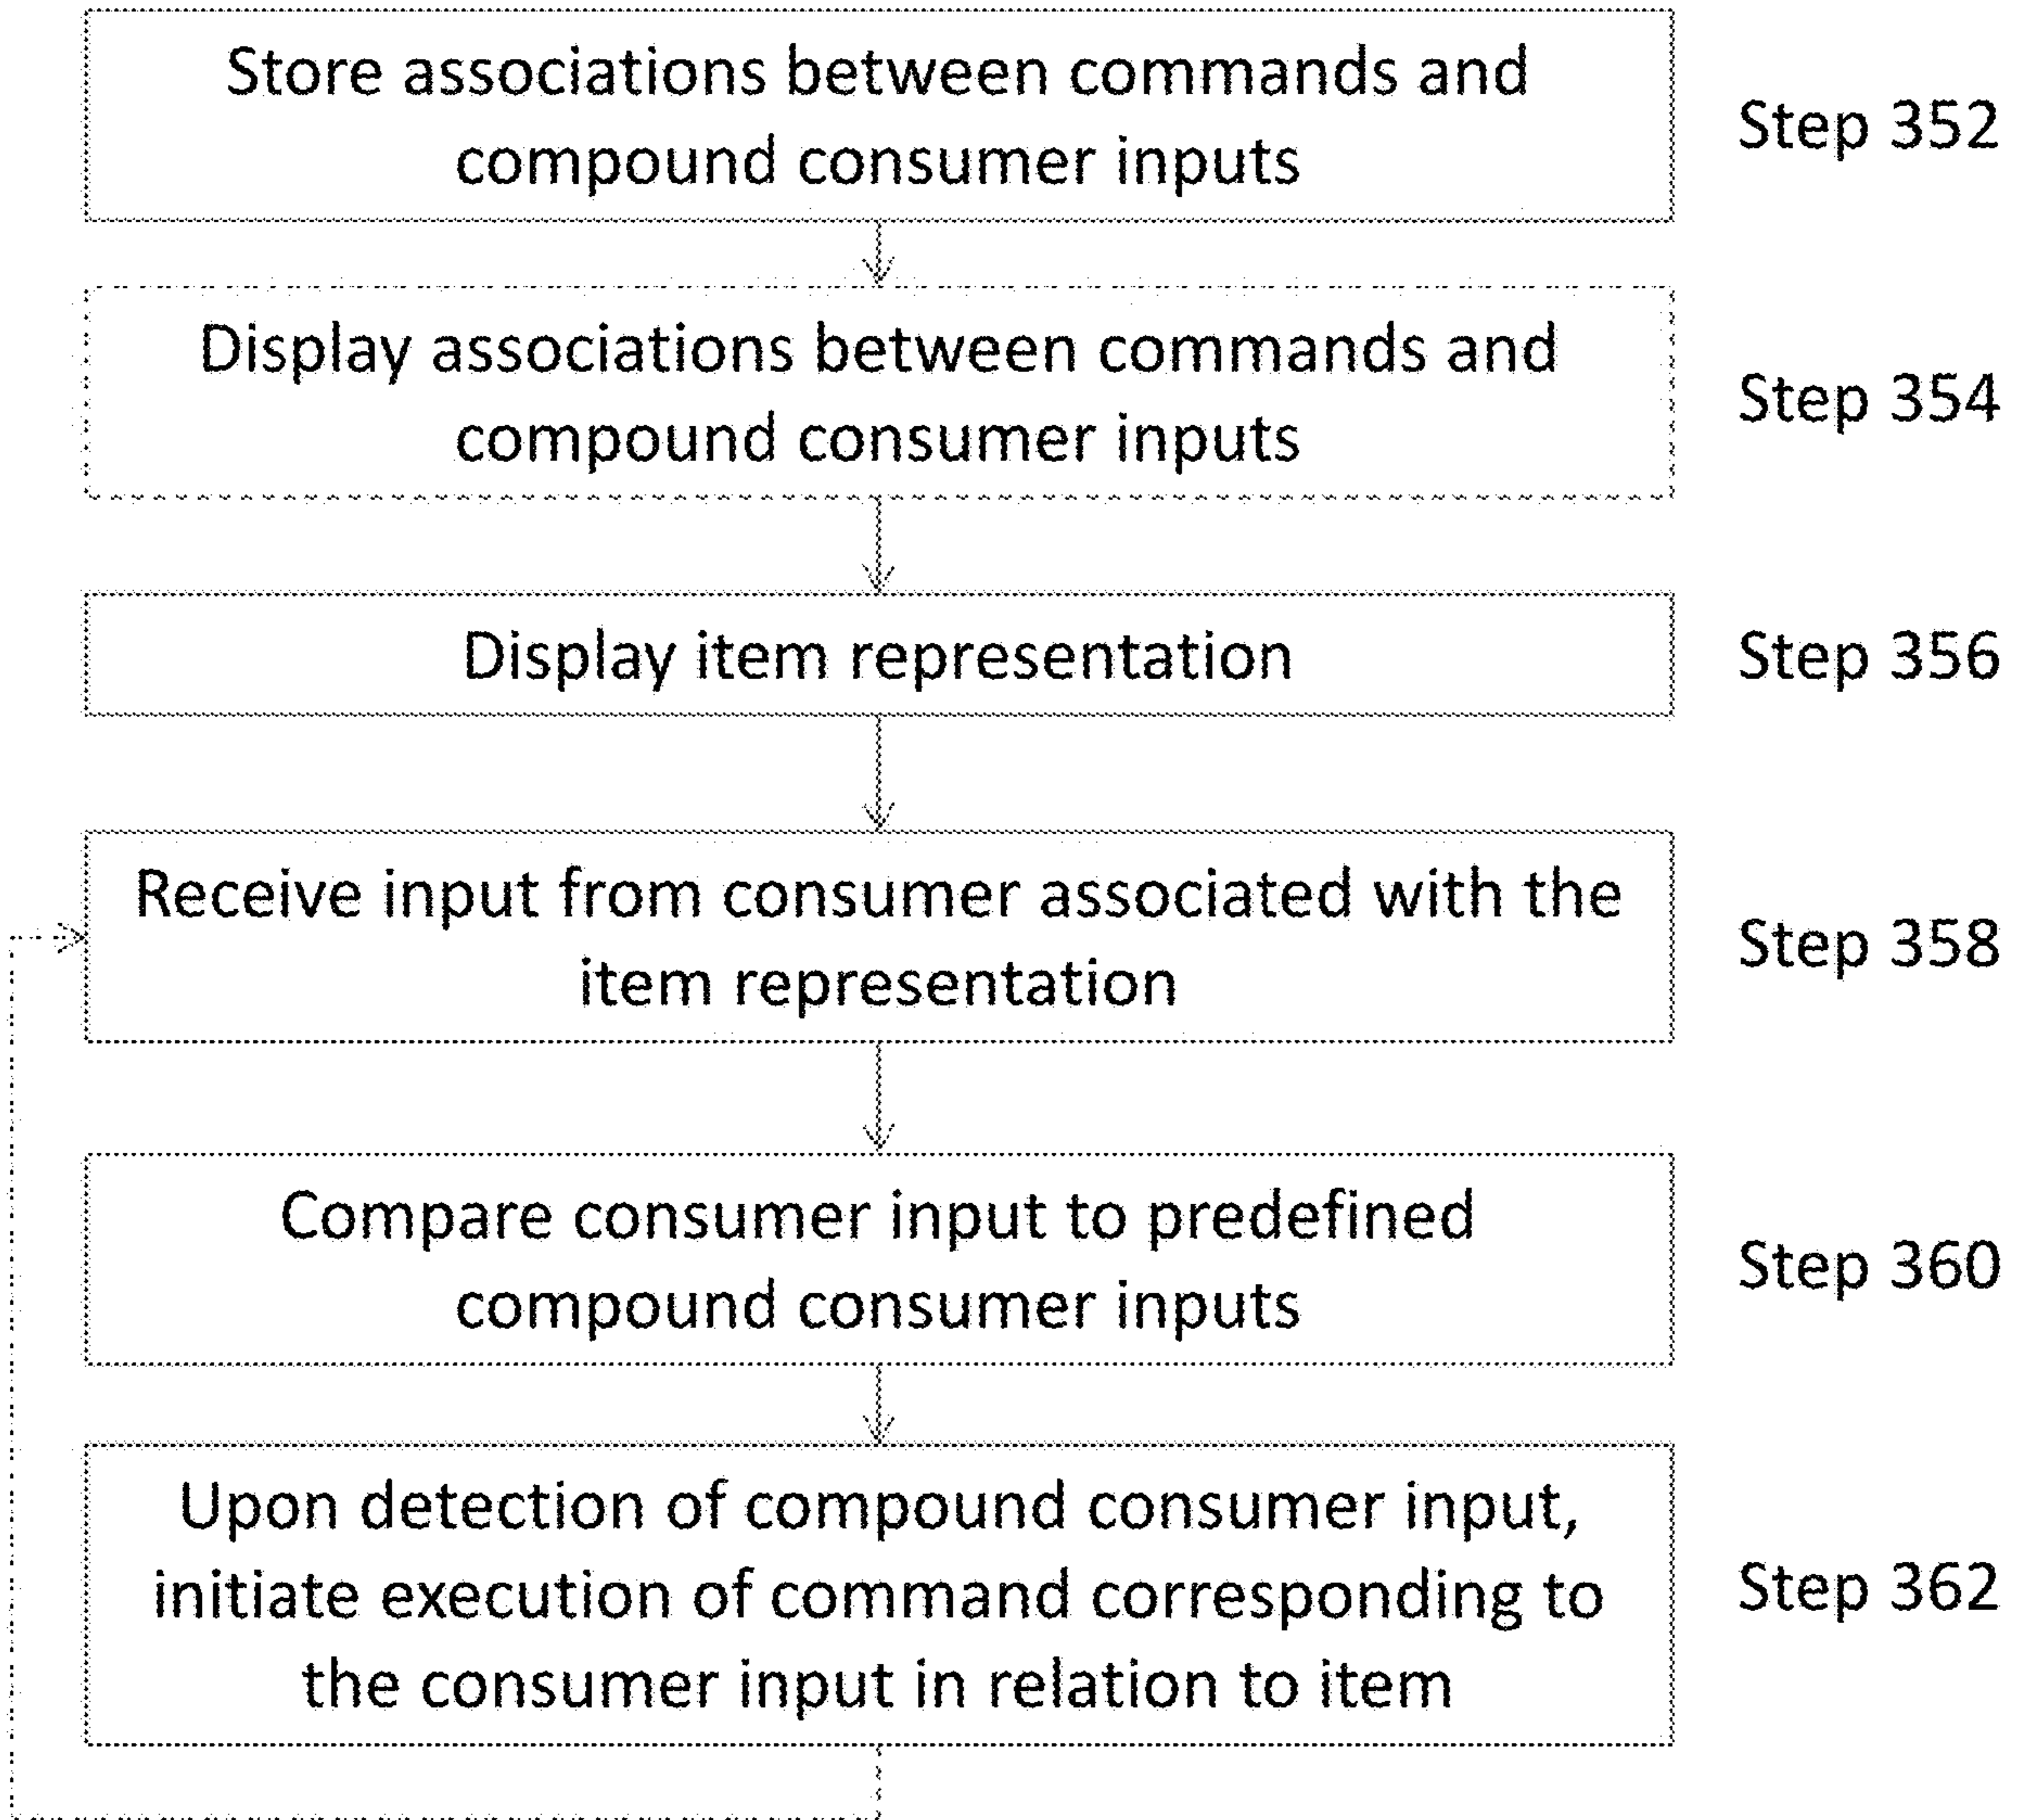 Store associations between commands and
compound consumer inputs
Step 352
Display associations between commands and
compound consumer inputs
Step 354
Display item representation
Step 356
Receive input from consumer associated with the
item representation
Step 358
Compare consumer input to predefined
compound consumer inputs
Step 360
Upon detection of compound consumer input,
initiate execution of command corresponding to
the consumer input in relation to item
Step 362